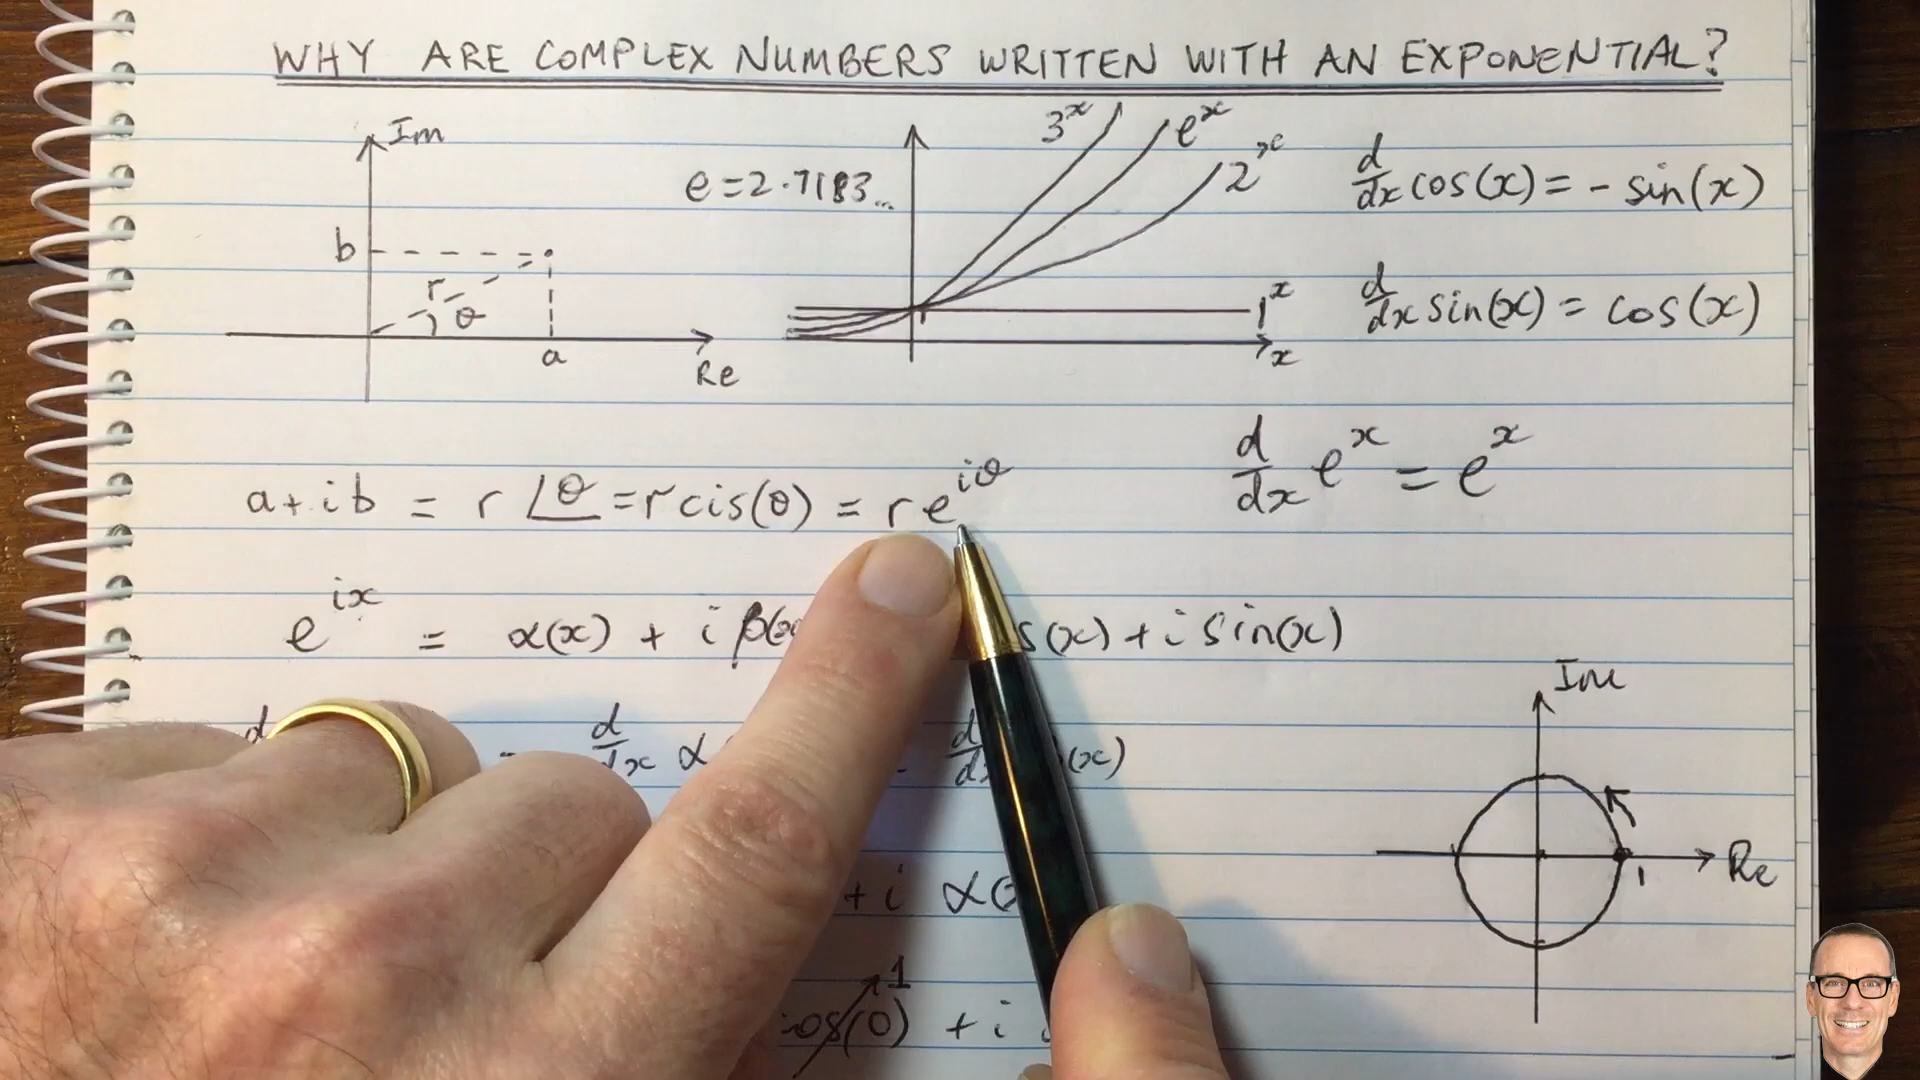 WHY ARE COMPLEX NUMBERS WRITTEN WITH AN EXPONENTIAL?
Im
b
r
θ
a
Re
e = 2.7183...
3^x
e^x
2^x
1^x
x
1
d/dx cos(x) = - sin(x)
d/dx sin(x) = cos(x)
d/dx e^x = e^x
a + ib = r ∠θ = r cis(θ) = r e^{iθ}
e^{ix} = α(x) + i β(x s(x) + i sin(x)
d = d/dx α d/d (x)
+ i α(
cos(0) 1 + i
Im
Re
1